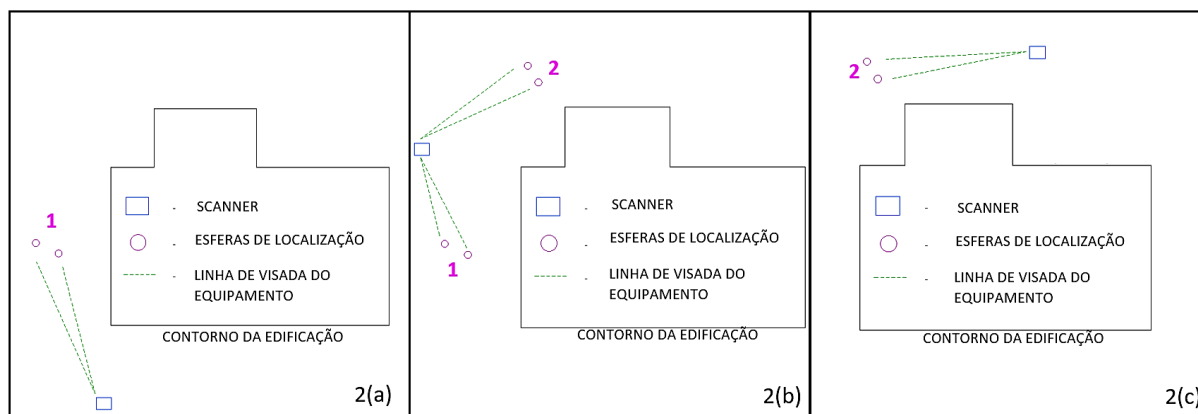 1
- SCANNER
- ESFERAS DE LOCALIZAÇÃO
- LINHA DE VISADA DO
EQUIPAMENTO
CONTORNO DA EDIFICAÇÃO
2(a)
2
1
- SCANNER
- ESFERAS DE LOCALIZAÇÃO
- LINHA DE VISADA DO
EQUIPAMENTO
CONTORNO DA EDIFICAÇÃO
2(b)
2
- SCANNER
- ESFERAS DE LOCALIZAÇÃO
- LINHA DE VISADA DO
EQUIPAMENTO
CONTORNO DA EDIFICAÇÃO
2(c)